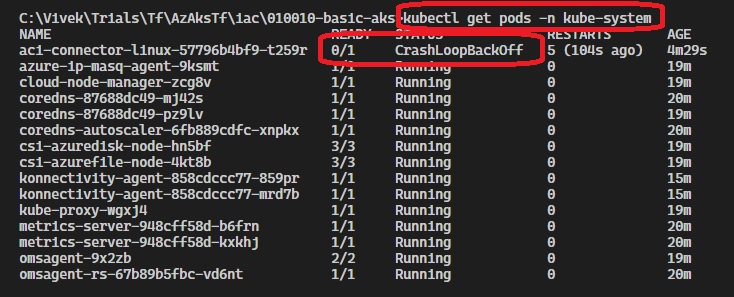 C:\Vivek\Trials\Tf\AzAksTf\iac\010010-basic-aks>kubectl get pods -n kube-system
NAME READY STATUS RESTARTS AGE
aci-connector-linux-57796b4bf9-t259r 0/1 CrashLoopBackOff 5 (104s ago) 4m29s
azure-ip-masq-agent-9ksmt 1/1 Running 0 19m
cloud-node-manager-zcg8v 1/1 Running 0 19m
coredns-87688dc49-mj42s 1/1 Running 0 20m
coredns-87688dc49-pz9lv 1/1 Running 0 19m
coredns-autoscaler-6fb889cdfc-xnpkx 1/1 Running 0 20m
csi-azuredisk-node-hn5bf 3/3 Running 0 19m
csi-azurefile-node-4kt8b 3/3 Running 0 19m
konnectivity-agent-858cdccc77-859pr 1/1 Running 0 15m
konnectivity-agent-858cdccc77-mrd7b 1/1 Running 0 15m
kube-proxy-wgxj4 1/1 Running 0 19m
metrics-server-948cff58d-b6frn 1/1 Running 0 20m
metrics-server-948cff58d-kxkhj 1/1 Running 0 20m
omsagent-9x2zb 2/2 Running 0 19m
omsagent-rs-67b89b5fbc-vd6nt 1/1 Running 0 20m